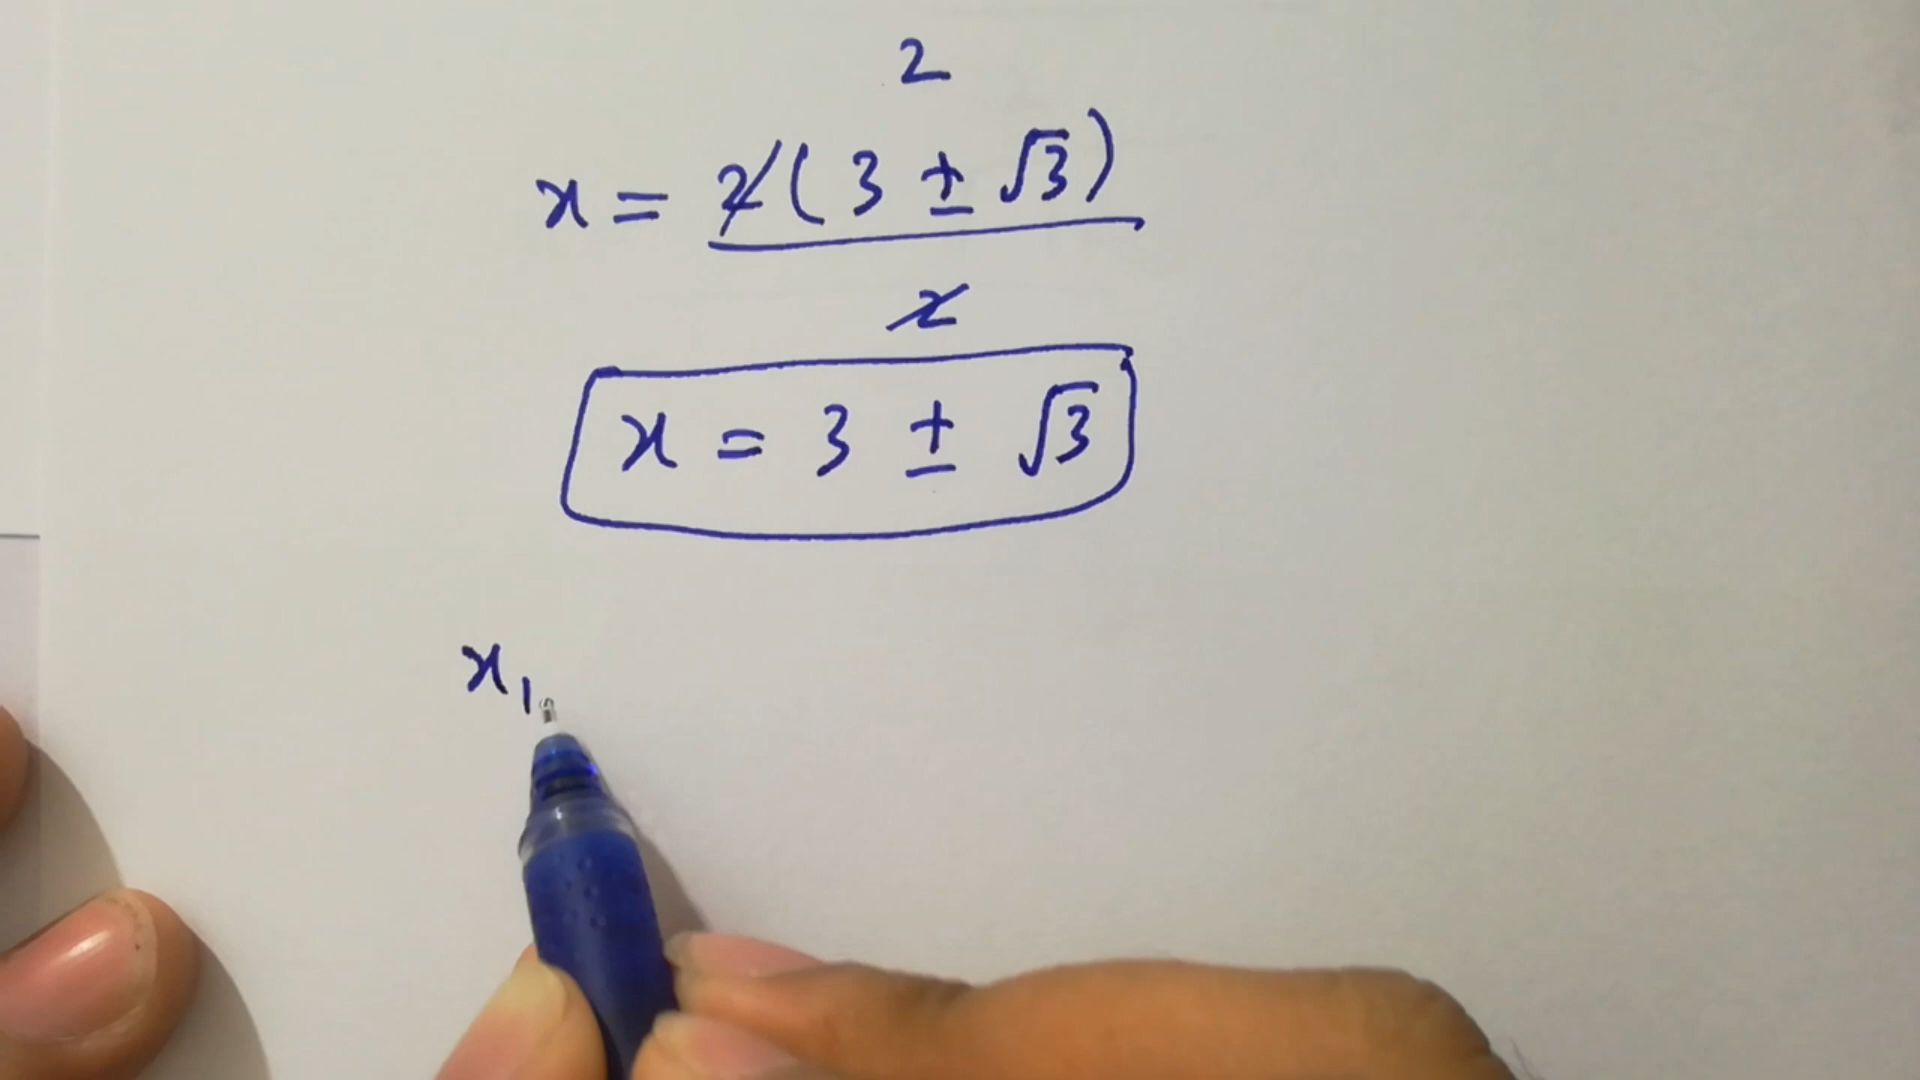 2
x = 2(3 ± √3)
2
x = 3 ± √3
x₁